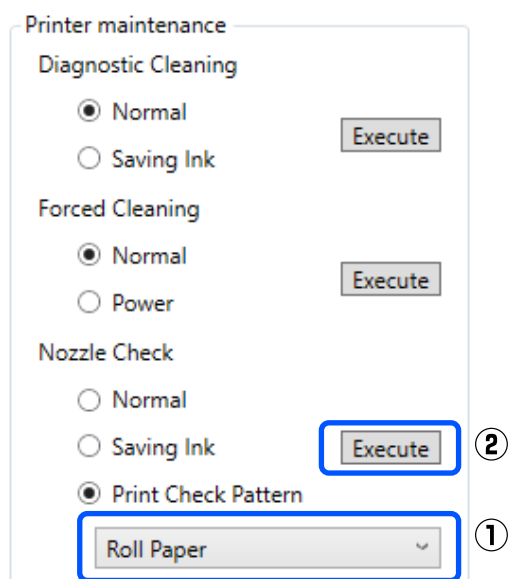 Printer maintenance
Diagnostic Cleaning
Normal
Execute
Saving Ink
Forced Cleaning
Normal
Execute
Power
Nozzle Check
Normal
Saving Ink
Execute
②
Print Check Pattern
Roll Paper
①